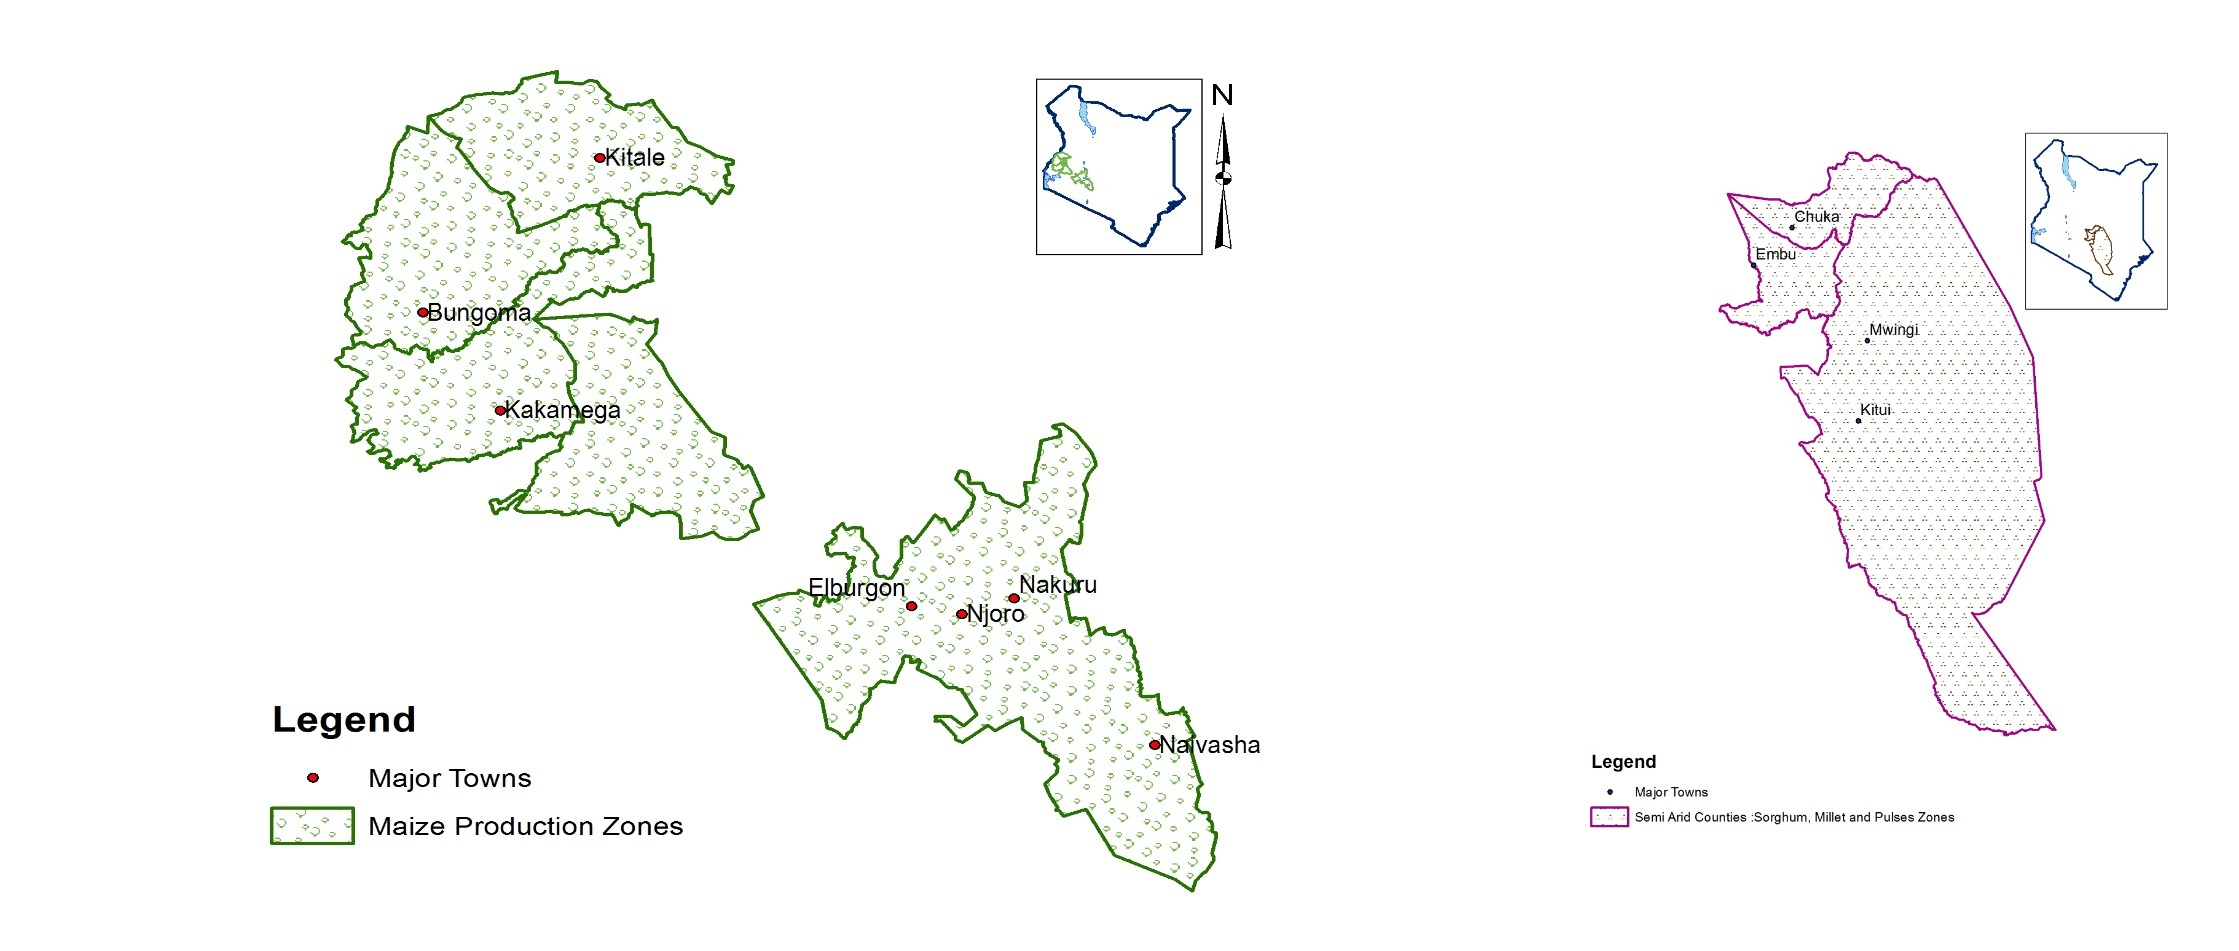 N
Kitale
Bungoma
Kakamega
Elburgon
Nakuru
Njoro
Naivasha
Legend
Major Towns
Maize Production Zones
Chuka
Embu
Mwingi
Kitui
Legend
Major Towns
Semi Arid Counties :Sorghum, Millet and Pulses Zones